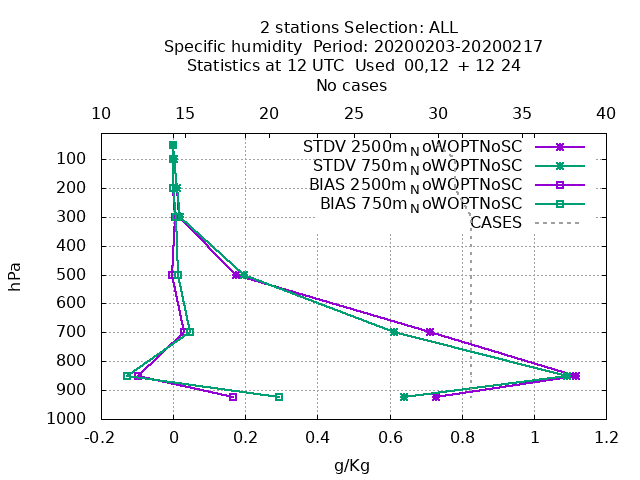 2 stations Selection: ALL
Specific humidity  Period: 20200203-20200217
Statistics at 12 UTC  Used  00,12  + 12 24
No cases
10 15 20 25 30 35 40
STDV 2500m_NoWOPTNoSC
STDV 750m_NoWOPTNoSC
BIAS 2500m_NoWOPTNoSC
BIAS 750m_NoWOPTNoSC
CASES
hPa
100
200
300
400
500
600
700
800
900
1000
-0.2 0 0.2 0.4 0.6 0.8 1 1.2
g/Kg